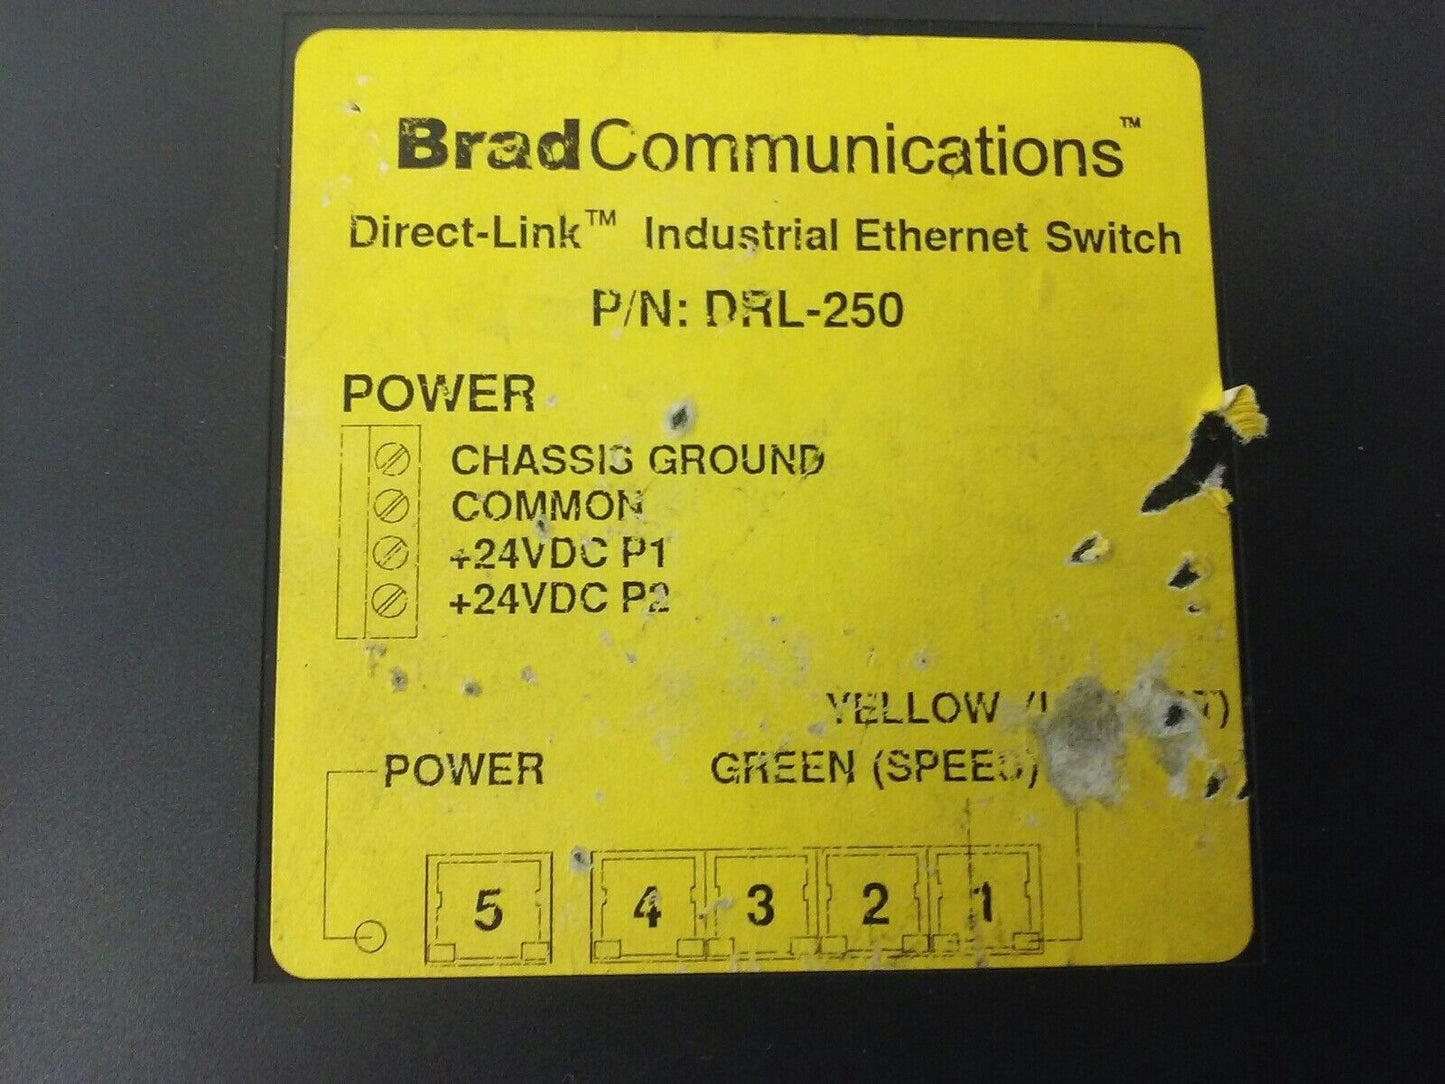 BradCommunications™
Direct-Link™ Industrial Ethernet Switch
P/N: DRL-250
POWER
CHASSIS GROUND
COMMON
+24VDC P1
+24VDC P2
YELLOW
POWER
GREEN (SPEED)
5 4 3 2 1